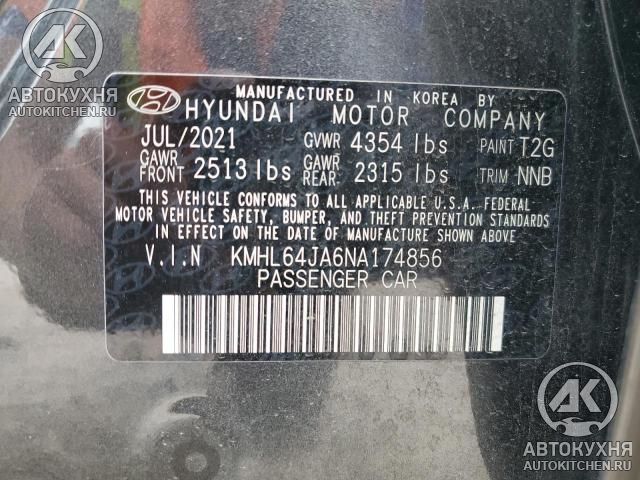 АВТОКУХНЯ
AUTOKITCHEN.RU
MANUFACTURED IN KOREA BY
HYUNDAI MOTOR COMPANY
JUL/2021 GVWR 4354 lbs PAINT T2G
GAWR FRONT 2513 lbs GAWR REAR: 2315 lbs TRIM NNB
THIS VEHICLE CONFORMS TO ALL APPLICABLE U.S.A. FEDERAL
MOTOR VEHICLE SAFETY, BUMPER, AND THEFT PREVENTION STANDARDS
IN EFFECT ON THE DATE OF MANUFACTURE SHOWN ABOVE.
V.I.N KMHL64JA6NA174856
PASSENGER CAR
AK
АВТОКУХНЯ
AUTOKITCHEN.RU